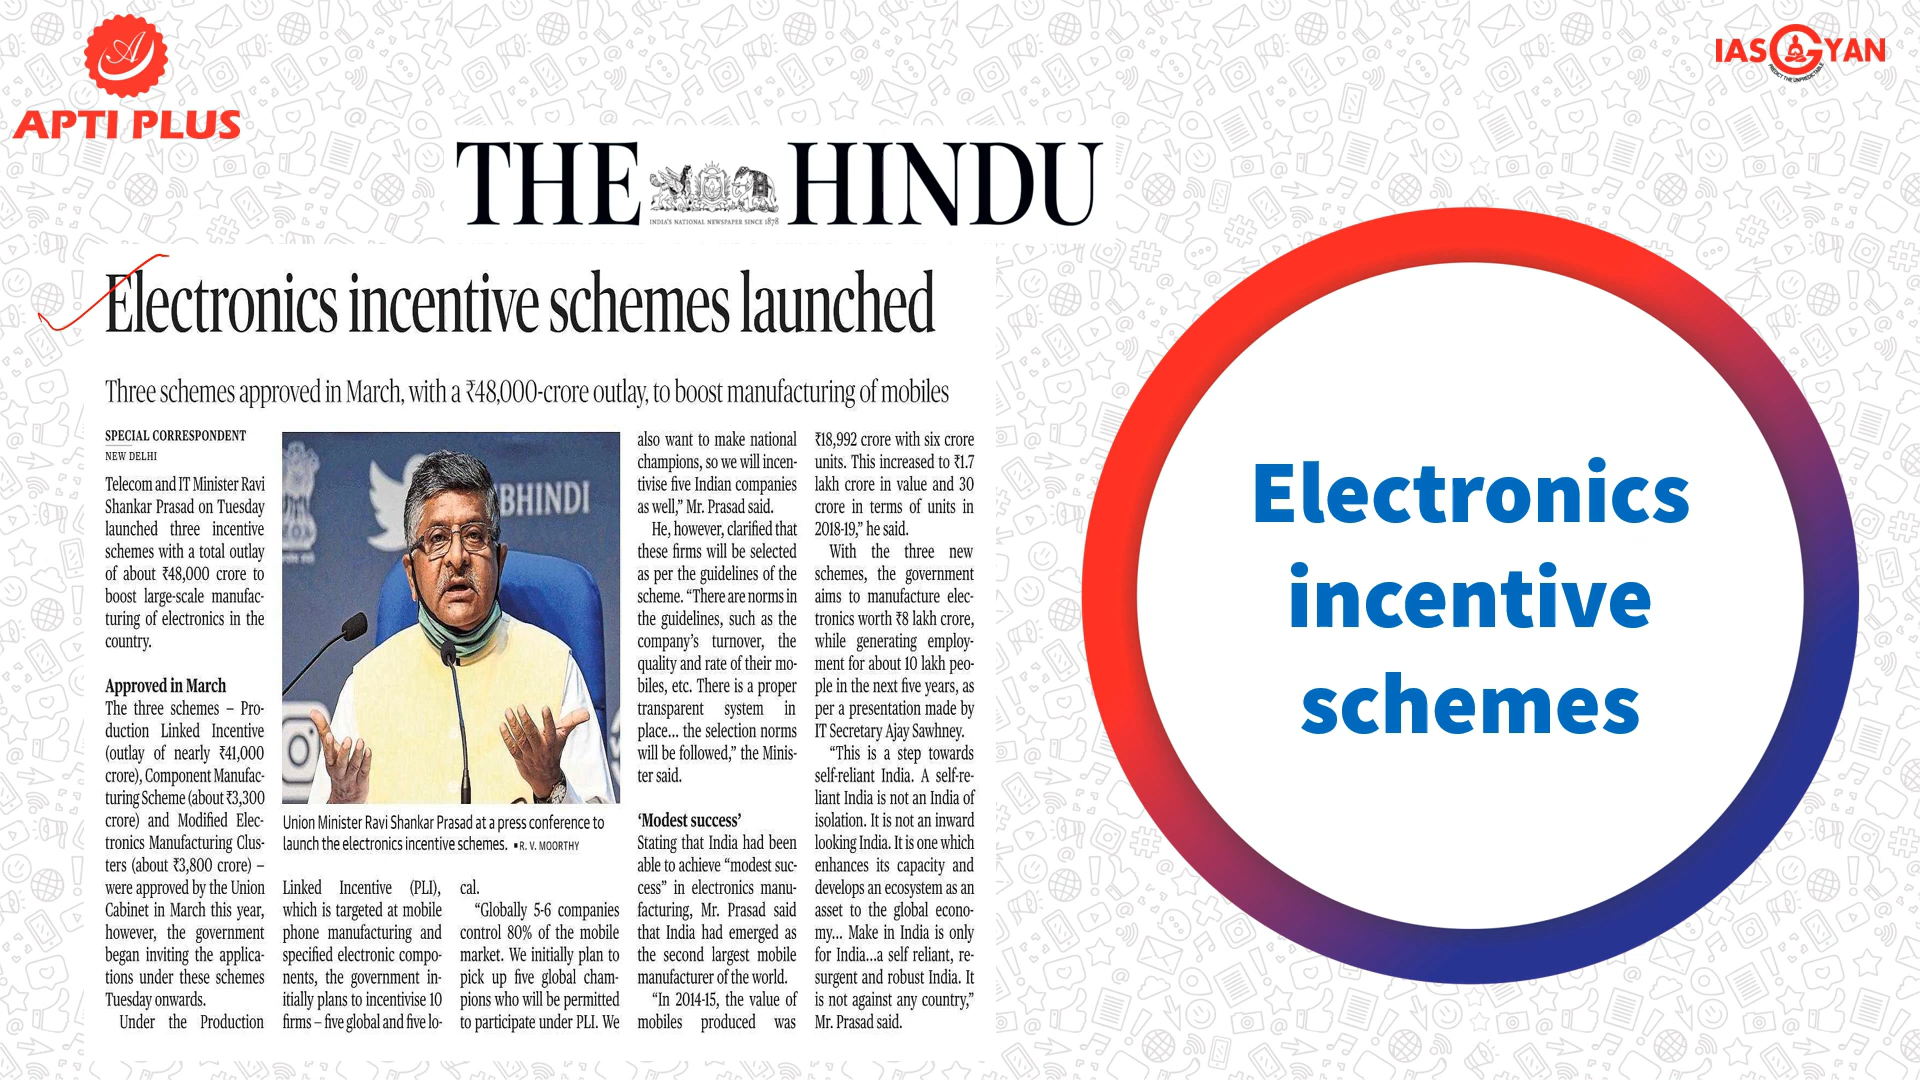 A
APTI PLUS
IAS GYAN
PREDICT THE UNPREDICTABLE
THE HINDU
INDIA'S NATIONAL NEWSPAPER SINCE 1878
Electronics incentive schemes launched
Three schemes approved in March, with a ₹48,000-crore outlay, to boost manufacturing of mobiles
SPECIAL CORRESPONDENT
NEW DELHI
Telecom and IT Minister Ravi
Shankar Prasad on Tuesday
launched three incentive
schemes with a total outlay
of about ₹48,000 crore to
boost large-scale manufac-
turing of electronics in the
country.
Approved in March
The three schemes – Pro-
duction Linked Incentive
(outlay of nearly ₹41,000
crore), Component Manufac-
turing Scheme (about ₹3,300
crore) and Modified Elec-
tronics Manufacturing Clus-
ters (about ₹3,800 crore) –
were approved by the Union
Cabinet in March this year,
however, the government
began inviting the applica-
tions under these schemes
Tuesday onwards.
Under the Production
BHINDI
Union Minister Ravi Shankar Prasad at a press conference to
launch the electronics incentive schemes. ▪R. V. MOORTHY
Linked Incentive (PLI),
which is targeted at mobile
phone manufacturing and
specified electronic compo-
nents, the government in-
itially plans to incentivise 10
firms – five global and five lo-
cal.
“Globally 5-6 companies
control 80% of the mobile
market. We initially plan to
pick up five global cham-
pions who will be permitted
to participate under PLI. We
also want to make national
champions, so we will incen-
tivise five Indian companies
as well,” Mr. Prasad said.
He, however, clarified that
these firms will be selected
as per the guidelines of the
scheme. “There are norms in
the guidelines, such as the
company’s turnover, the
quality and rate of their mo-
biles, etc. There is a proper
transparent system in
place... the selection norms
will be followed,” the Minis-
ter said.
‘Modest success’
Stating that India had been
able to achieve “modest suc-
cess” in electronics manu-
facturing, Mr. Prasad said
that India had emerged as
the second largest mobile
manufacturer of the world.
“In 2014-15, the value of
mobiles produced was
₹18,992 crore with six crore
units. This increased to ₹1.7
lakh crore in value and 30
crore in terms of units in
2018-19,” he said.
With the three new
schemes, the government
aims to manufacture elec-
tronics worth ₹8 lakh crore,
while generating employ-
ment for about 10 lakh peo-
ple in the next five years, as
per a presentation made by
IT Secretary Ajay Sawhney.
“This is a step towards
self-reliant India. A self-re-
liant India is not an India of
isolation. It is not an inward
looking India. It is one which
enhances its capacity and
develops an ecosystem as an
asset to the global econo-
my... Make in India is only
for India...a self reliant, re-
surgent and robust India. It
is not against any country,”
Mr. Prasad said.
Electronics
incentive
schemes